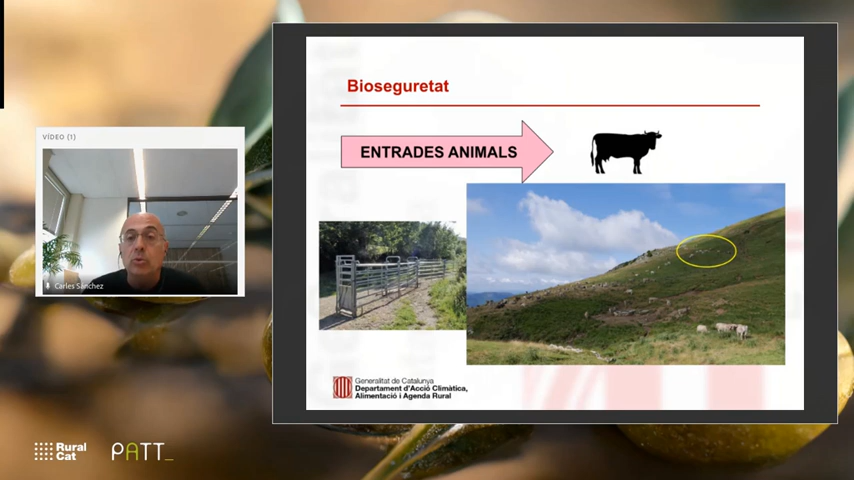 Bioseguretat
ENTRADES ANIMALS
VÍDEO (1)
Carles Sánchez
Generalitat de Catalunya
Departament d'Acció Climàtica,
Alimentació i Agenda Rural
Rural
Cat
PATT_